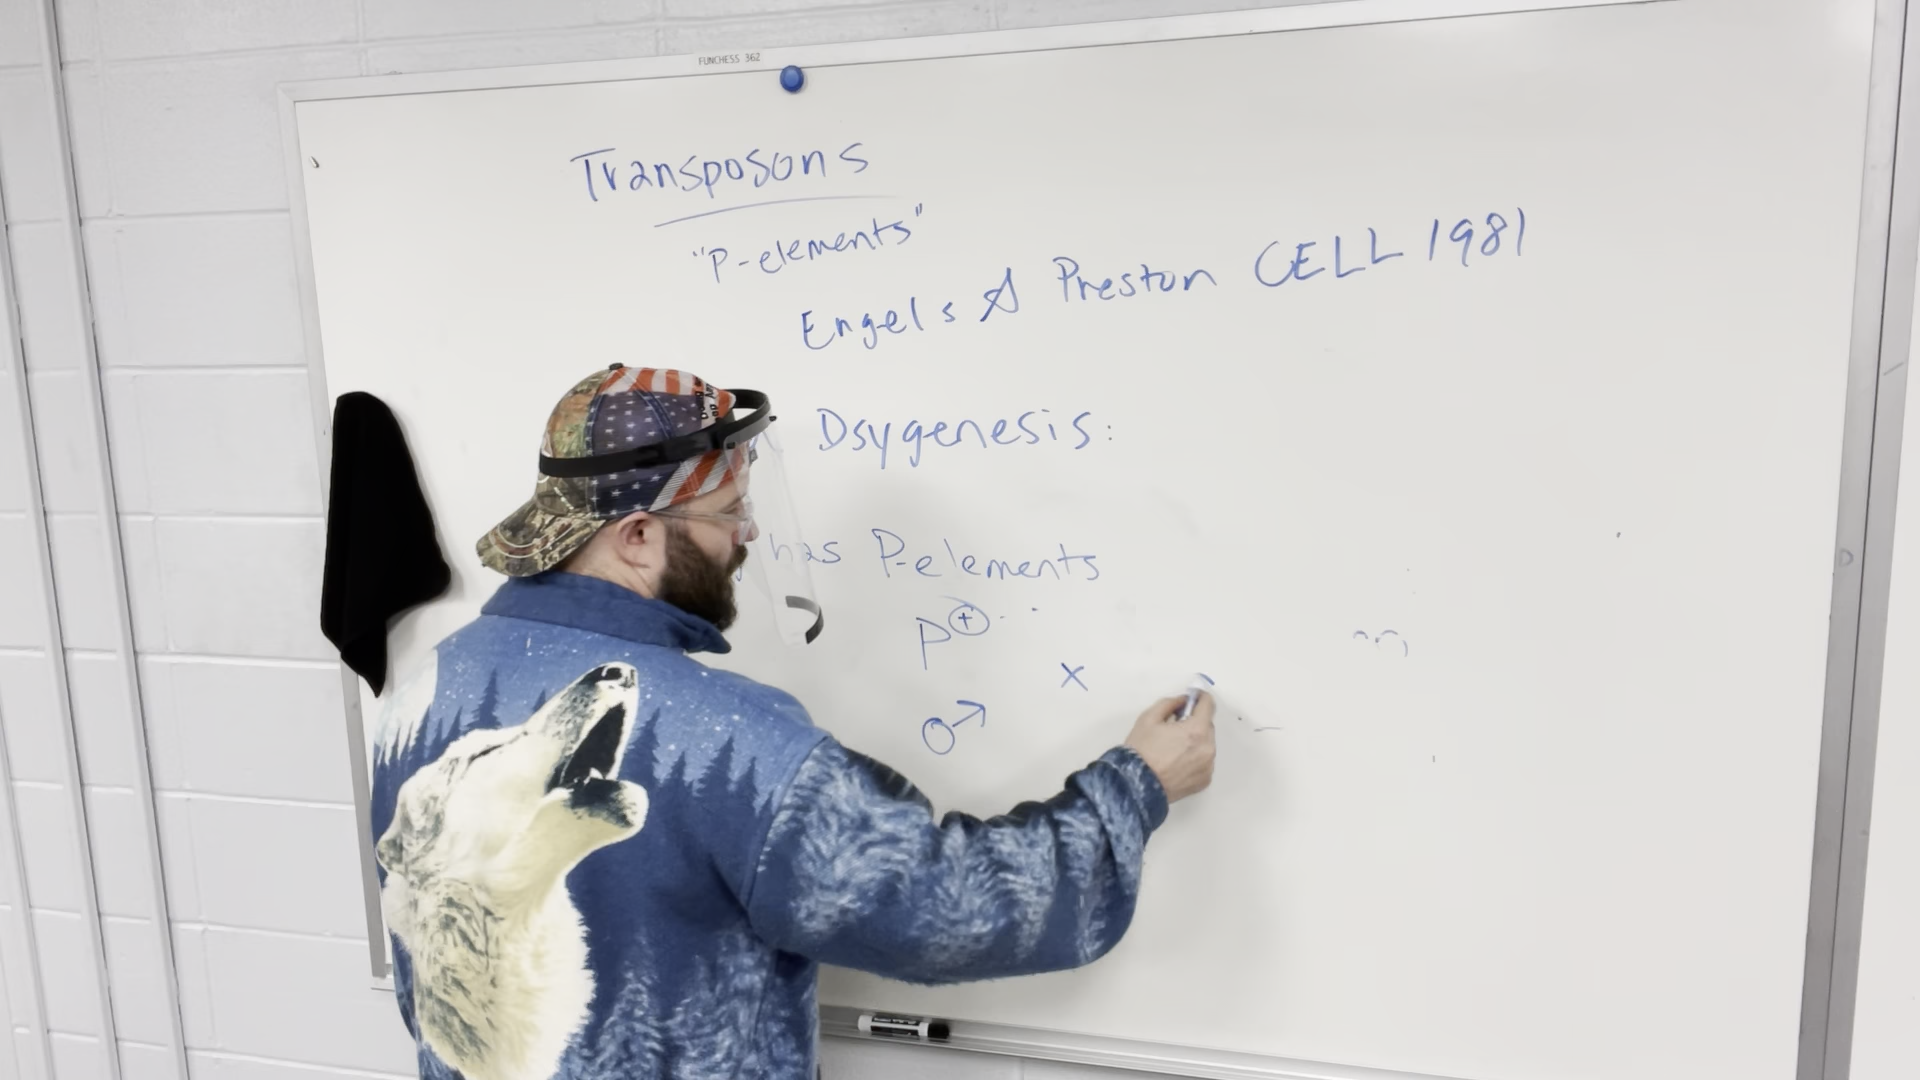 FUNCHESS 362
Transposons
"P-elements"
Engels & Preston CELL 1981
Dsygenesis:
has P-elements
P+
♂ x